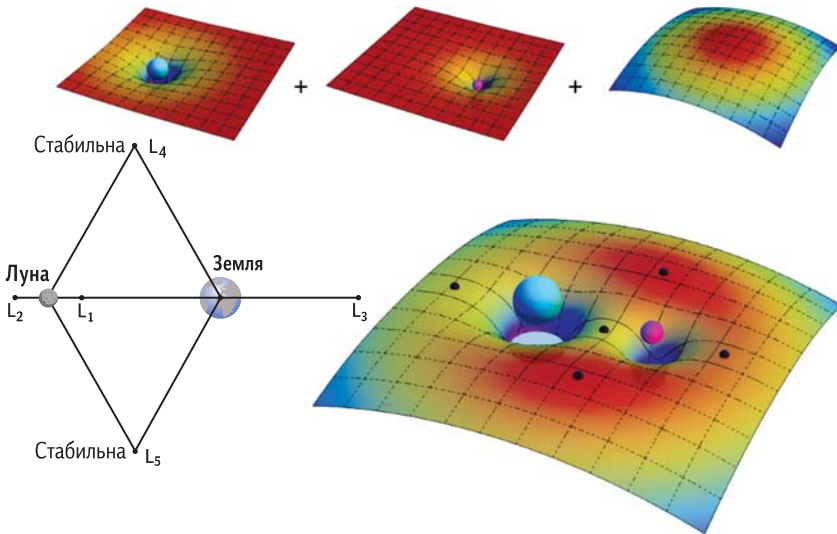 + +
Стабильна L4
Луна Земля
L2 L1 L3
Стабильна L5